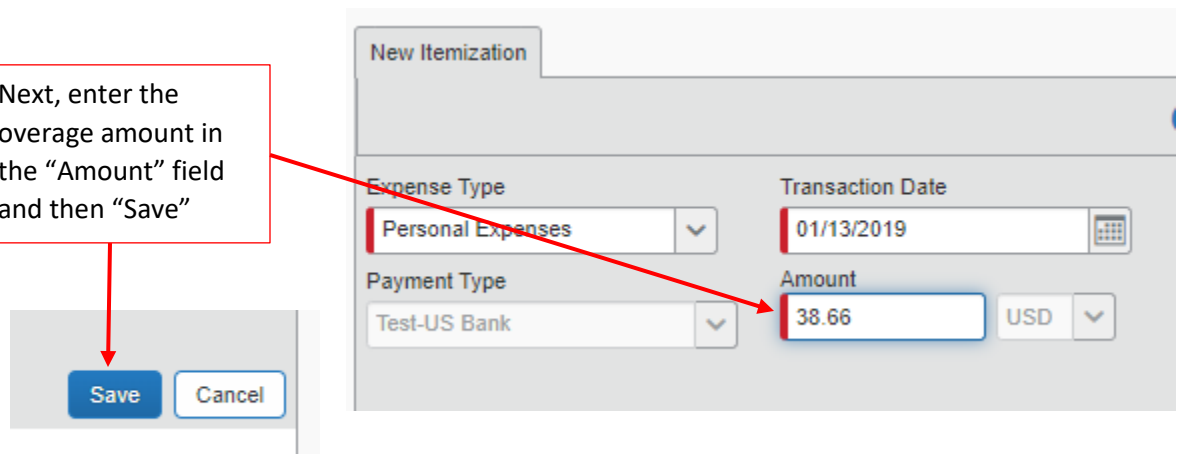 New Itemization
Next, enter the
overage amount in
the “Amount” field
and then “Save”
Expense Type
Transaction Date
Personal Expenses
01/13/2019
Payment Type
Amount
Test-US Bank
38.66
USD
Save
Cancel